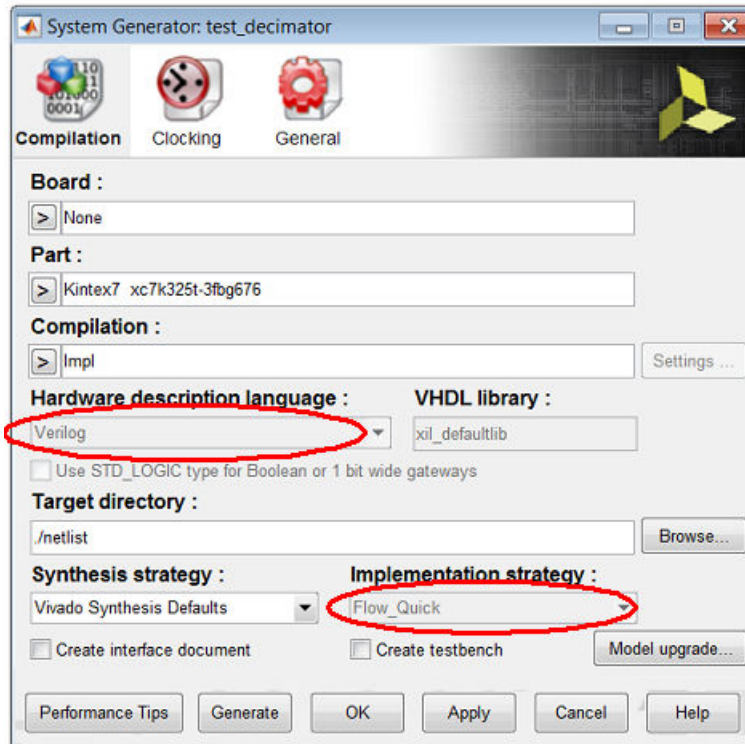 System Generator: test_decimator
Compilation Clocking General
Board :
> None
Part :
> Kintex7 xc7k325t-3fbg676
Compilation :
> Impl Settings ...
Hardware description language : VHDL library :
Verilog xil_defaultlib
Use STD_LOGIC type for Boolean or 1 bit wide gateways
Target directory :
./netlist Browse...
Synthesis strategy : Implementation strategy :
Vivado Synthesis Defaults Flow_Quick
Create interface document Create testbench Model upgrade...
Performance Tips Generate OK Apply Cancel Help